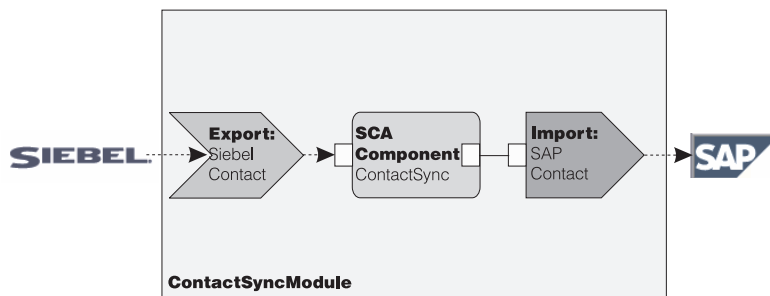 SIEBEL.
Export:
Siebel
Contact
SCA
Component
ContactSync
Import:
SAP
Contact
SAP
ContactSyncModule